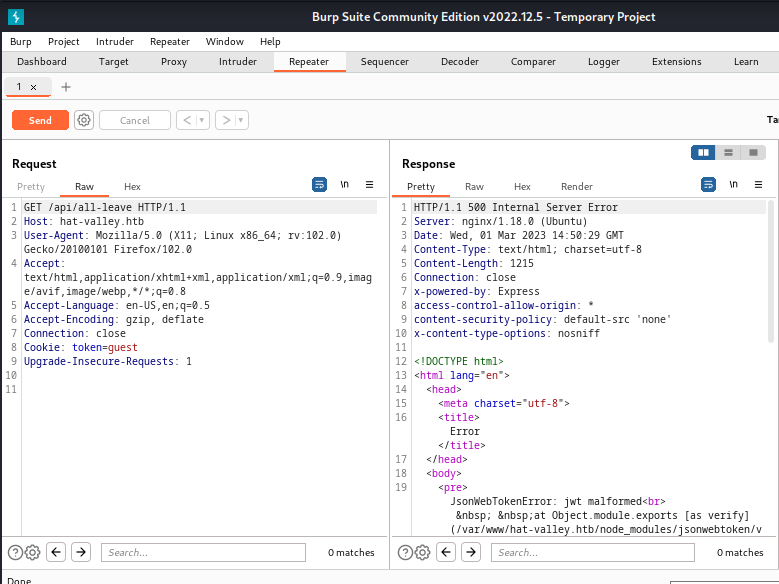 Burp Suite Community Edition v2022.12.5 - Temporary Project
Burp Project Intruder Repeater Window Help
Dashboard Target Proxy Intruder Repeater Sequencer Decoder Comparer Logger Extensions Learn
1 × +
Send Cancel < >
Request
Pretty Raw Hex \n
1 GET /api/all-leave HTTP/1.1
2 Host: hat-valley.htb
3 User-Agent: Mozilla/5.0 (X11; Linux x86_64; rv:102.0)
Gecko/20100101 Firefox/102.0
4 Accept:
text/html,application/xhtml+xml,application/xml;q=0.9,imag
e/avif,image/webp,*/*;q=0.8
5 Accept-Language: en-US,en;q=0.5
6 Accept-Encoding: gzip, deflate
7 Connection: close
8 Cookie: token=guest
9 Upgrade-Insecure-Requests: 1
10
11
Search... 0 matches
Response
Pretty Raw Hex Render \n
1 HTTP/1.1 500 Internal Server Error
2 Server: nginx/1.18.0 (Ubuntu)
3 Date: Wed, 01 Mar 2023 14:50:29 GMT
4 Content-Type: text/html; charset=utf-8
5 Content-Length: 1215
6 Connection: close
7 x-powered-by: Express
8 access-control-allow-origin: *
9 content-security-policy: default-src 'none'
10 x-content-type-options: nosniff
11
12 <!DOCTYPE html>
13 <html lang="en">
14 <head>
15 <meta charset="utf-8">
16 <title>
Error
</title>
17 </head>
18 <body>
19 <pre>
JsonWebTokenError: jwt malformed<br>
&nbsp; &nbsp;at Object.module.exports [as verify]
(/var/www/hat-valley.htb/node_modules/jsonwebtoken/v
Search... 0 matches
Done